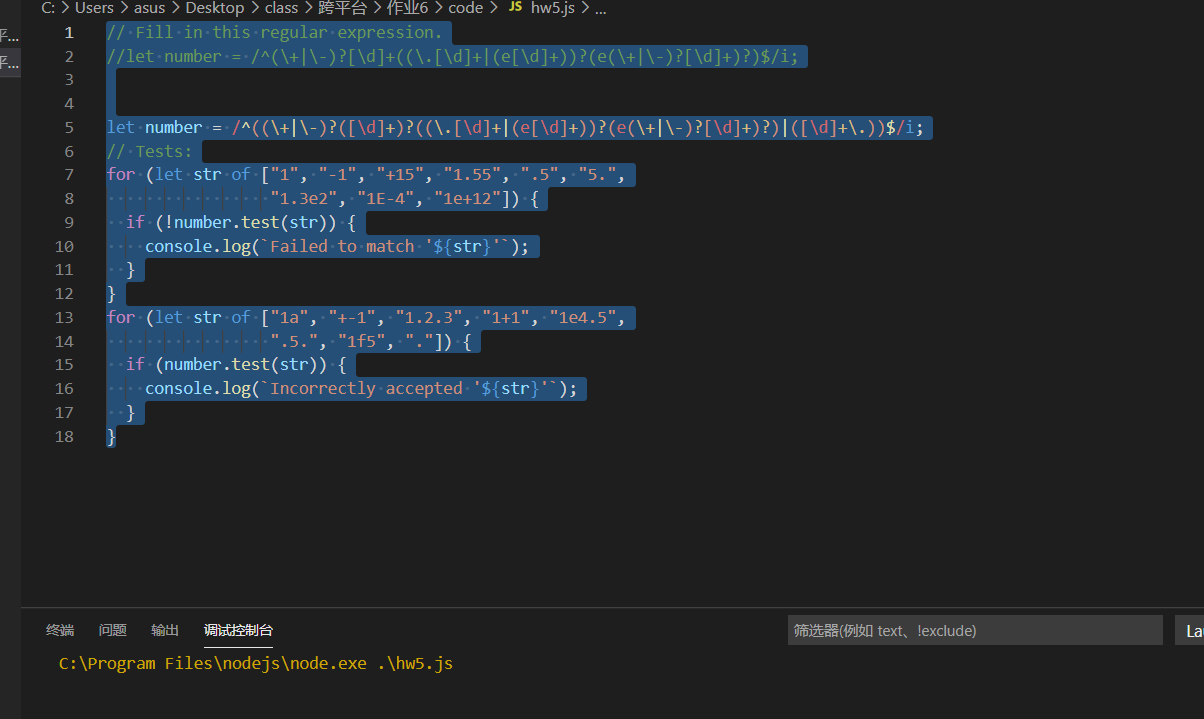 C: > Users > asus > Desktop > class > 跨平台 > 作业6 > code > JS hw5.js > ...
平...
平...
1 // Fill in this regular expression.
2 //let number = /^(\+|\-)?[\d]+((\.[\d]+|(e[\d]+))?(e(\+|\-)?[\d]+)?)$/i;
3
4
5 let number = /^((\+|\-)?([\d]+)?((\.[\d]+|(e[\d]+))?(e(\+|\-)?[\d]+)?)|([\d]+\.))$/i;
6 // Tests:
7 for (let str of ["1", "-1", "+15", "1.55", ".5", "5.",
8 "1.3e2", "1E-4", "1e+12"]) {
9 if (!number.test(str)) {
10 console.log(`Failed to match '${str}'`);
11 }
12 }
13 for (let str of ["1a", "+-1", "1.2.3", "1+1", "1e4.5",
14 ".5.", "1f5", "."]) {
15 if (number.test(str)) {
16 console.log(`Incorrectly accepted '${str}'`);
17 }
18 }
终端 问题 输出 调试控制台 筛选器(例如 text、!exclude) Lau
C:\Program Files\nodejs\node.exe .\hw5.js